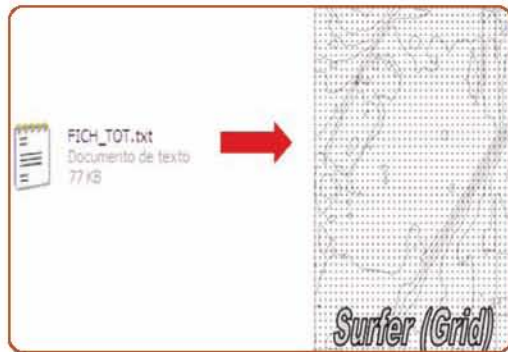 FICH_TOT.txt
Documento de texto
77 KB
Surfer (Grid)